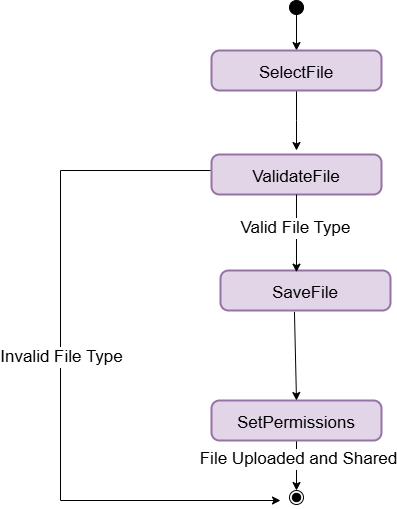 SelectFile
ValidateFile
Valid File Type
SaveFile
Invalid File Type
SetPermissions
File Uploaded and Shared